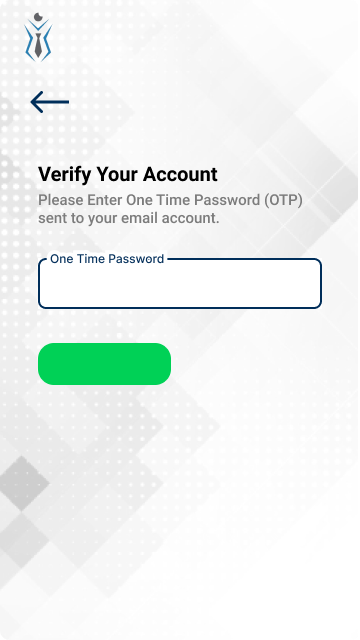 Verify Your Account
Please Enter One Time Password (OTP)
sent to your email account.
One Time Password